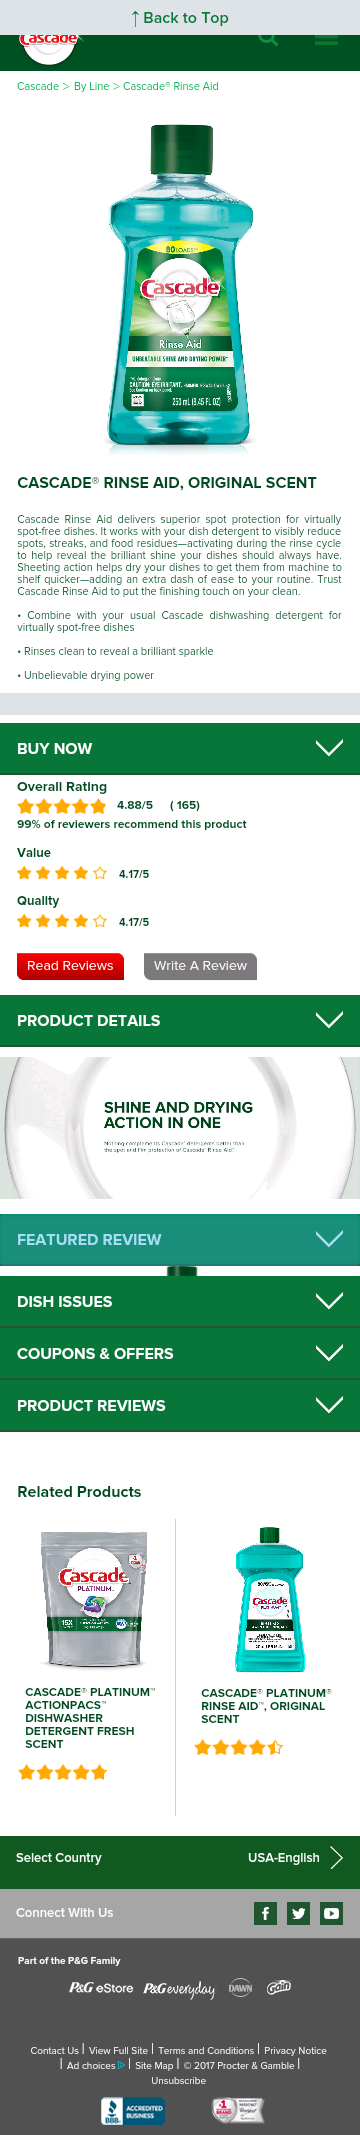 ↑ Back to Top
Cascade
Cascade > By Line > Cascade® Rinse Aid
80 LOADS
Cascade
Rinse Aid
UNBEATABLE SHINE AND DRYING POWER
CAUTION: EYE IRRITANT.
250 mL (8.45 FL OZ)
CASCADE® RINSE AID, ORIGINAL SCENT
Cascade Rinse Aid delivers superior spot protection for virtually
spot-free dishes. It works with your dish detergent to visibly reduce
spots, streaks, and food residues—activating during the rinse cycle
to help reveal the brilliant shine your dishes should always have.
Sheeting action helps dry your dishes to get them from machine to
shelf quicker—adding an extra dash of ease to your routine. Trust
Cascade Rinse Aid to put the finishing touch on your clean.
• Combine with your usual Cascade dishwashing detergent for
virtually spot-free dishes
• Rinses clean to reveal a brilliant sparkle
• Unbelievable drying power
BUY NOW
Overall Rating
4.88/5 ( 165)
99% of reviewers recommend this product
Value
4.17/5
Quality
4.17/5
Read Reviews Write A Review
PRODUCT DETAILS
SHINE AND DRYING
ACTION IN ONE
Nothing complements Cascade® detergents better than
the spot and film protection of Cascade® Rinse Aid™
FEATURED REVIEW
DISH ISSUES
COUPONS & OFFERS
PRODUCT REVIEWS
Related Products
Cascade
PLATINUM
Cascade
PLATINUM
CASCADE® PLATINUM™
ACTIONPACS™
DISHWASHER
DETERGENT FRESH
SCENT
CASCADE® PLATINUM®
RINSE AID™, ORIGINAL
SCENT
Select Country USA-English
Connect With Us
Part of the P&G Family
P&G eStore P&G everyday DAWN Gain
Contact Us | View Full Site | Terms and Conditions | Privacy Notice
| Ad choices | Site Map | © 2017 Procter & Gamble |
Unsubscribe
BBB ACCREDITED BUSINESS
#1 BRAND